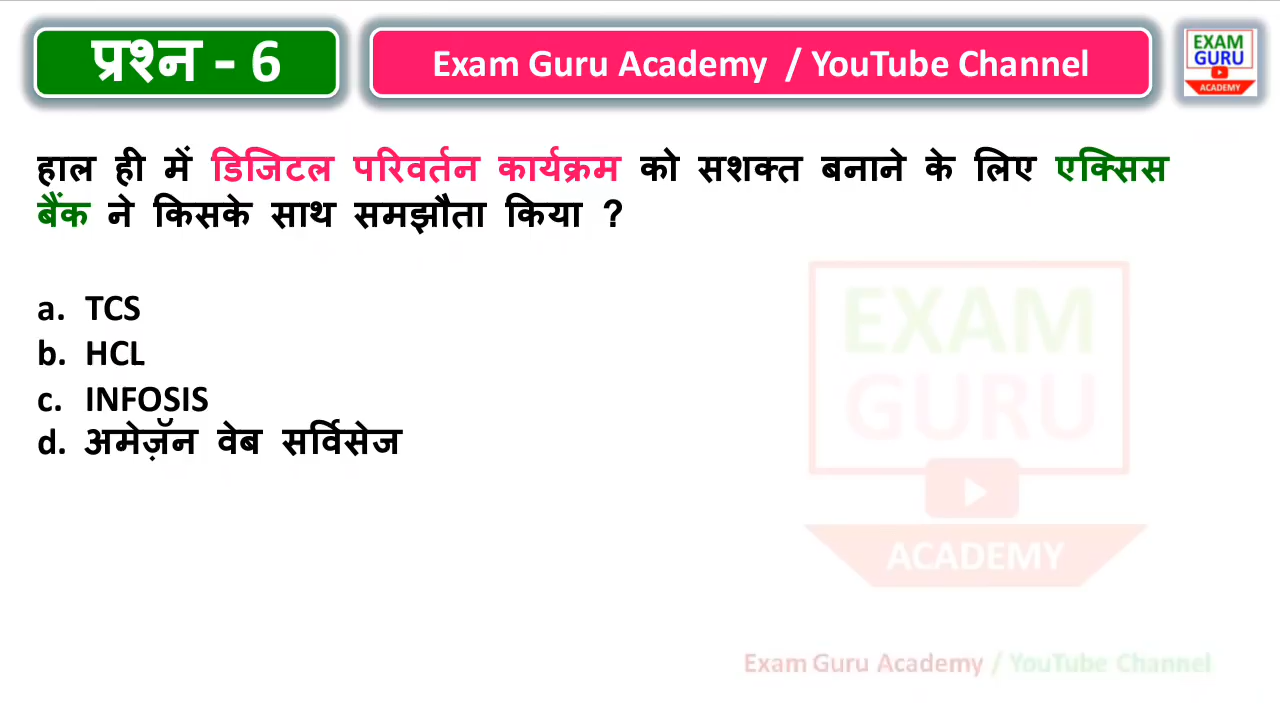 प्रश्न - 6
Exam Guru Academy / YouTube Channel
EXAM
GURU
ACADEMY
हाल ही में डिजिटल परिवर्तन कार्यक्रम को सशक्त बनाने के लिए एक्सिस
बैंक ने किसके साथ समझौता किया ?
a. TCS
b. HCL
c. INFOSIS
d. अमेज़ॅन वेब सर्विसेज
EXAM
GURU
ACADEMY
Exam Guru Academy / YouTube Channel